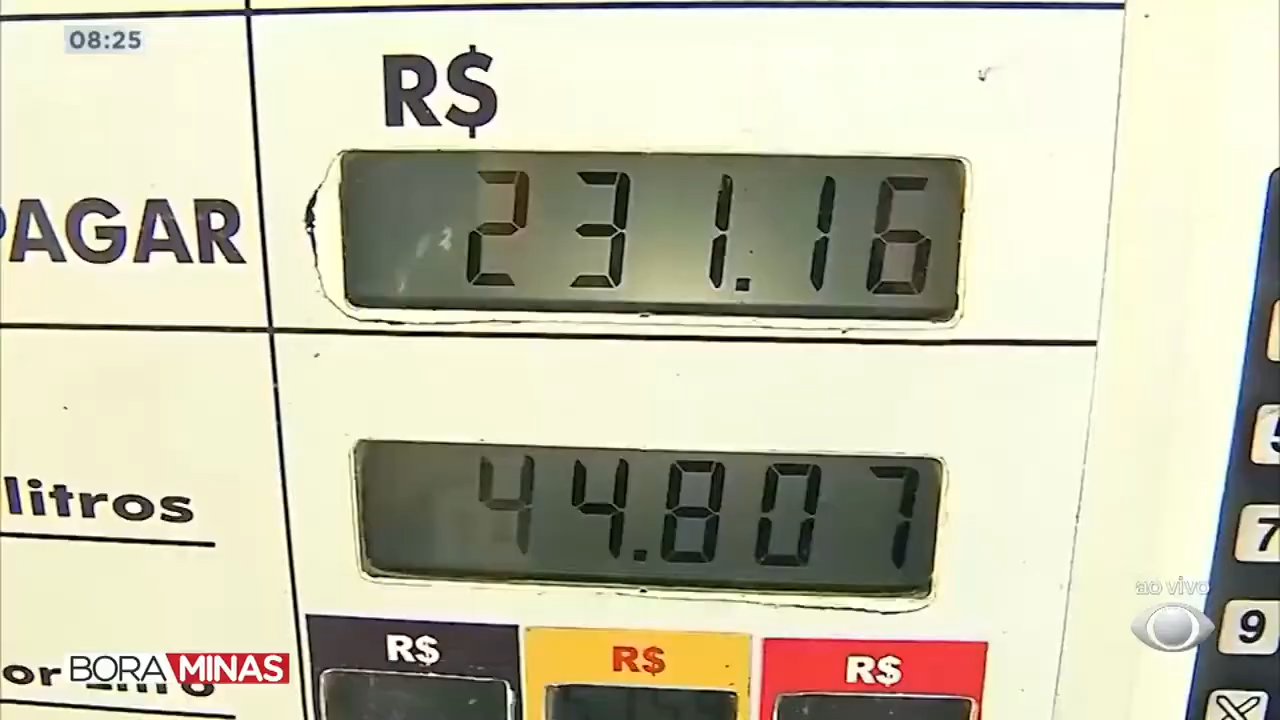 08:25
R$
PAGAR
231.16
litros
44.807
ao vivo
5
7
9
R$ R$ R$
BORA MINAS